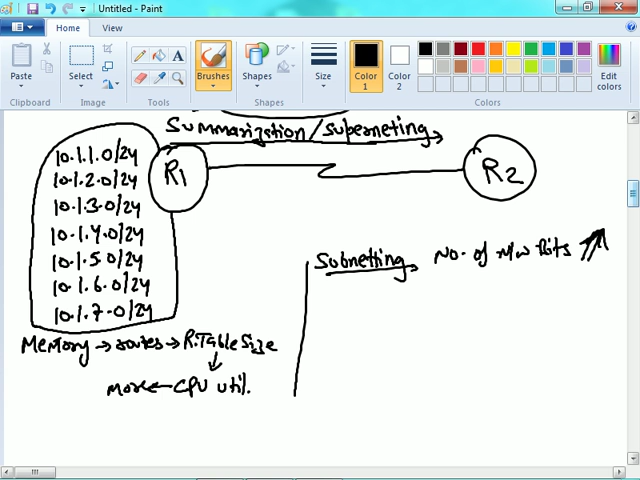 Untitled - Paint
Home
View
Paste
Select
Brushes
Shapes
Size
Color 1
Color 2
Edit colors
Clipboard
Image
Tools
Shapes
Colors
Summarization/Superneting
10.1.1.0/24
10.1.2.0/24
10.1.3.0/24
10.1.4.0/24
10.1.5.0/24
10.1.6.0/24
10.1.7.0/24
R1
R2
Subnetting → No. of N/W Bits
Memory → routes → R.Table Size
more ← CPU util.